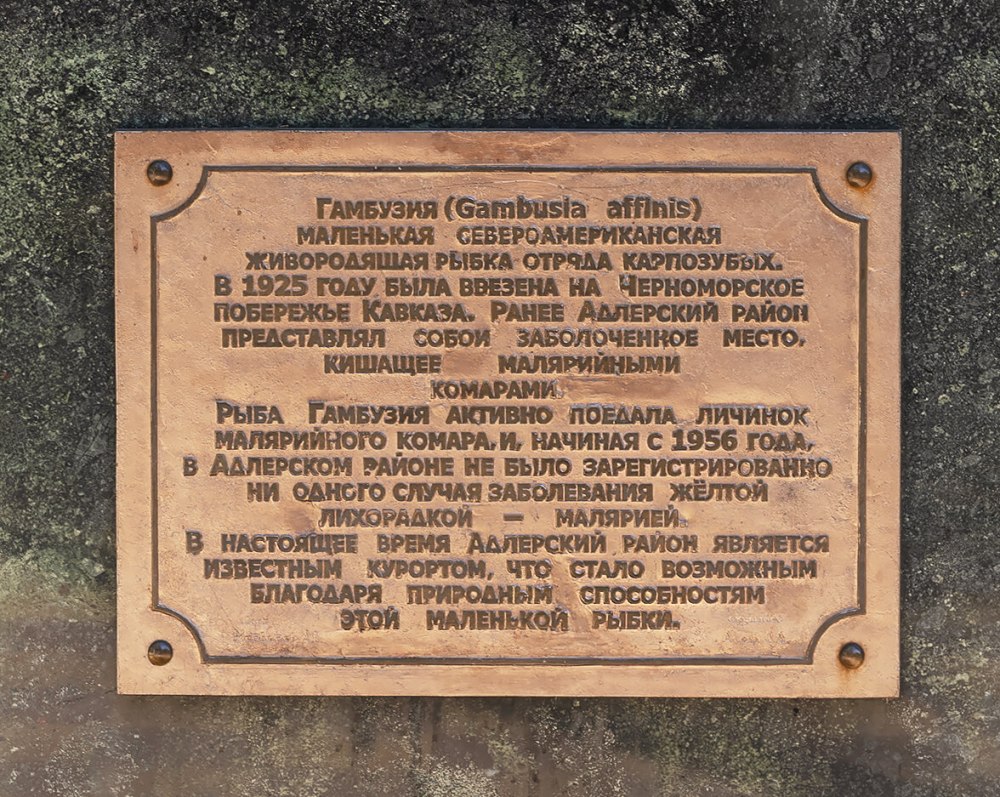 Гамбузия (Gambusia affinis)
маленькая североамериканская
живородящая рыбка отряда карпозубых.
В 1925 году была ввезена на Черноморское
побережье Кавказа. Ранее Адлерский район
представлял собой заболоченное место,
кишащее малярийными
комарами.
Рыба Гамбузия активно поедала личинок
малярийного комара, и, начиная с 1956 года,
в Адлерском районе не было зарегистрированно
ни одного случая заболевания жёлтой
лихорадкой – малярией.
В настоящее время Адлерский район является
известным курортом, что стало возможным
благодаря природным способностям
этой маленькой рыбки.